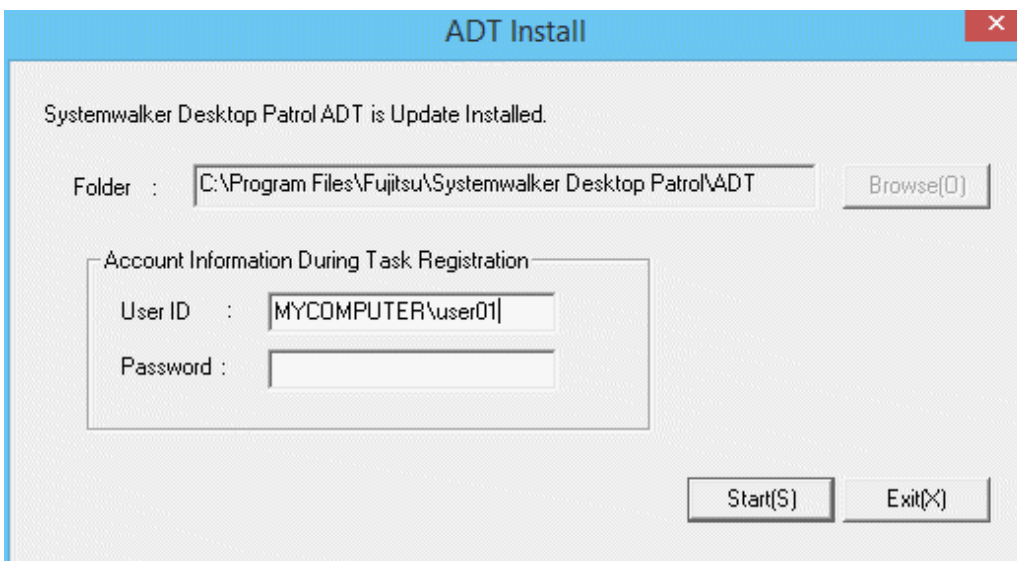 ADT Install
Systemwalker Desktop Patrol ADT is Update Installed.
Folder : C:\Program Files\Fujitsu\Systemwalker Desktop Patrol\ADT Browse(O)
Account Information During Task Registration
User ID : MYCOMPUTER\user01
Password :
Start(S) Exit(X)